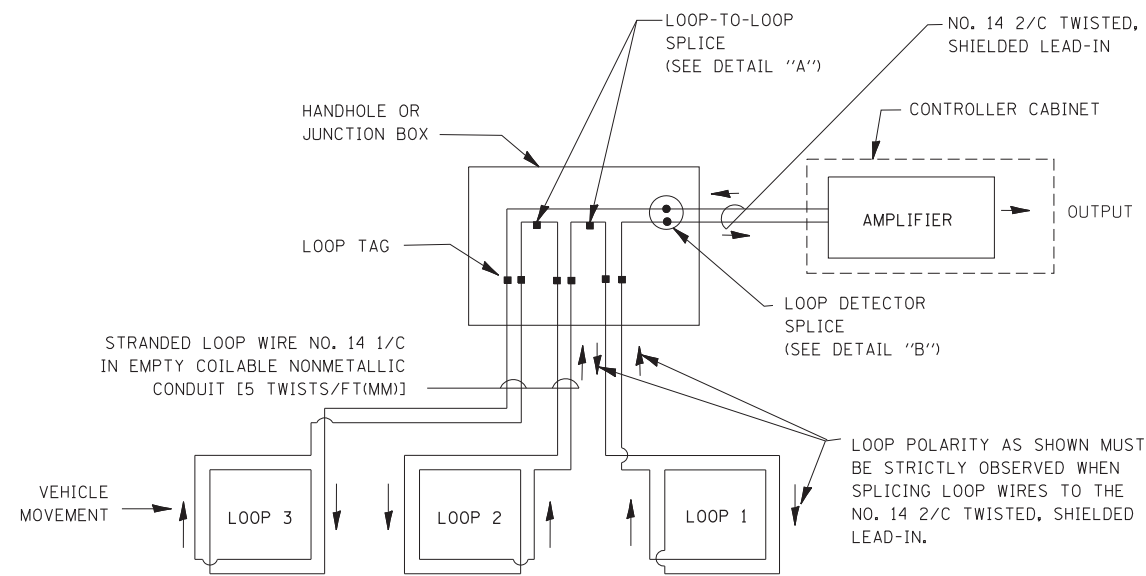 LOOP-TO-LOOP
SPLICE
(SEE DETAIL "A")
NO. 14 2/C TWISTED,
SHIELDED LEAD-IN
HANDHOLE OR
JUNCTION BOX
CONTROLLER CABINET
AMPLIFIER
OUTPUT
LOOP TAG
LOOP DETECTOR
SPLICE
(SEE DETAIL "B")
STRANDED LOOP WIRE NO. 14 1/C
IN EMPTY COILABLE NONMETALLIC
CONDUIT [5 TWISTS/FT(MM)]
LOOP POLARITY AS SHOWN MUST
BE STRICTLY OBSERVED WHEN
SPLICING LOOP WIRES TO THE
NO. 14 2/C TWISTED, SHIELDED
LEAD-IN.
VEHICLE
MOVEMENT
LOOP 3
LOOP 2
LOOP 1